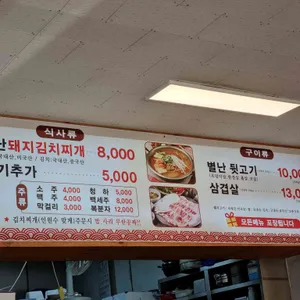 식사류
돼지김치찌개 8,000
기추가 5,000
주류
소주 4,000 청하 5,000
맥주 4,000 백세주 8,000
막걸리 3,000 복분자 12,000
구이류
별난 뒷고기 10,00
삼겹살 13,0
모든메뉴 포장됩니다